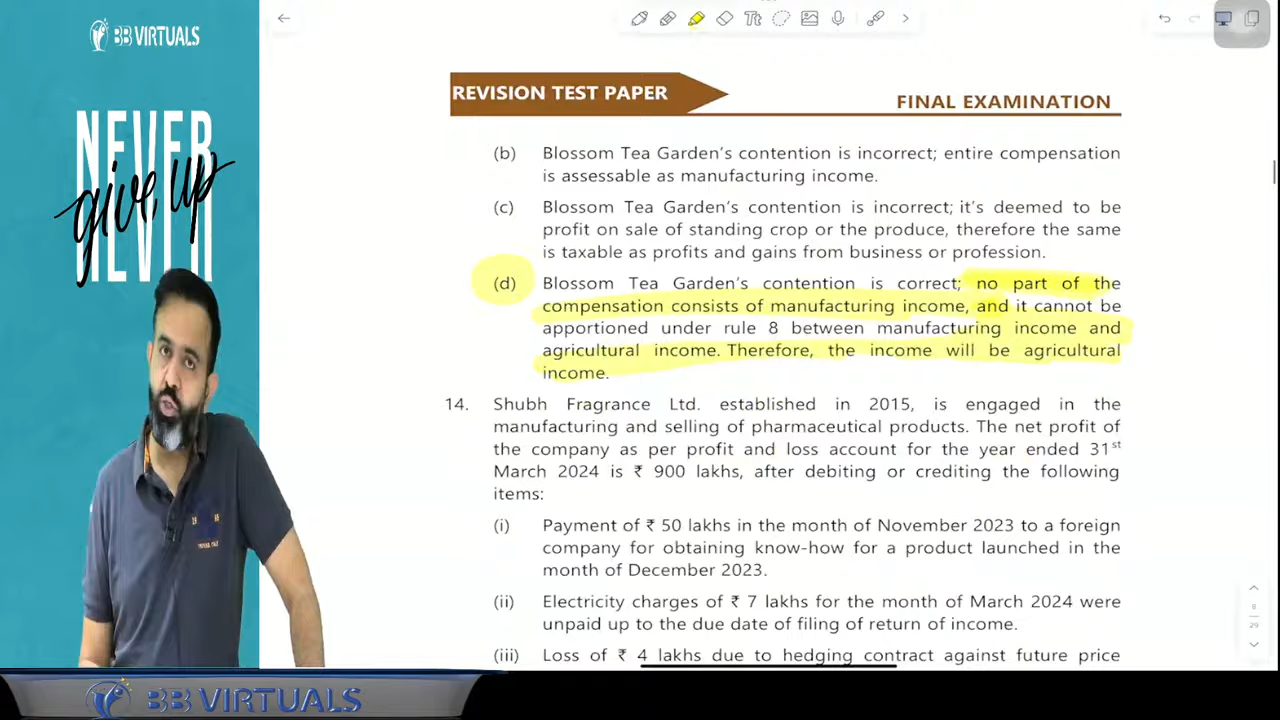 BB VIRTUALS
NEVER
give up
NEVER
Tt
REVISION TEST PAPER
FINAL EXAMINATION
(b) Blossom Tea Garden's contention is incorrect; entire compensation
is assessable as manufacturing income.
(c) Blossom Tea Garden's contention is incorrect; it's deemed to be
profit on sale of standing crop or the produce, therefore the same
is taxable as profits and gains from business or profession.
(d) Blossom Tea Garden's contention is correct; no part of the
compensation consists of manufacturing income, and it cannot be
apportioned under rule 8 between manufacturing income and
agricultural income. Therefore, the income will be agricultural
income.
14. Shubh Fragrance Ltd. established in 2015, is engaged in the
manufacturing and selling of pharmaceutical products. The net profit of
the company as per profit and loss account for the year ended 31st
March 2024 is ₹ 900 lakhs, after debiting or crediting the following
items:
(i) Payment of ₹ 50 lakhs in the month of November 2023 to a foreign
company for obtaining know-how for a product launched in the
month of December 2023.
(ii) Electricity charges of ₹ 7 lakhs for the month of March 2024 were
unpaid up to the due date of filing of return of income.
(iii) Loss of ₹ 4 lakhs due to hedging contract against future price
8
29
BB VIRTUALS